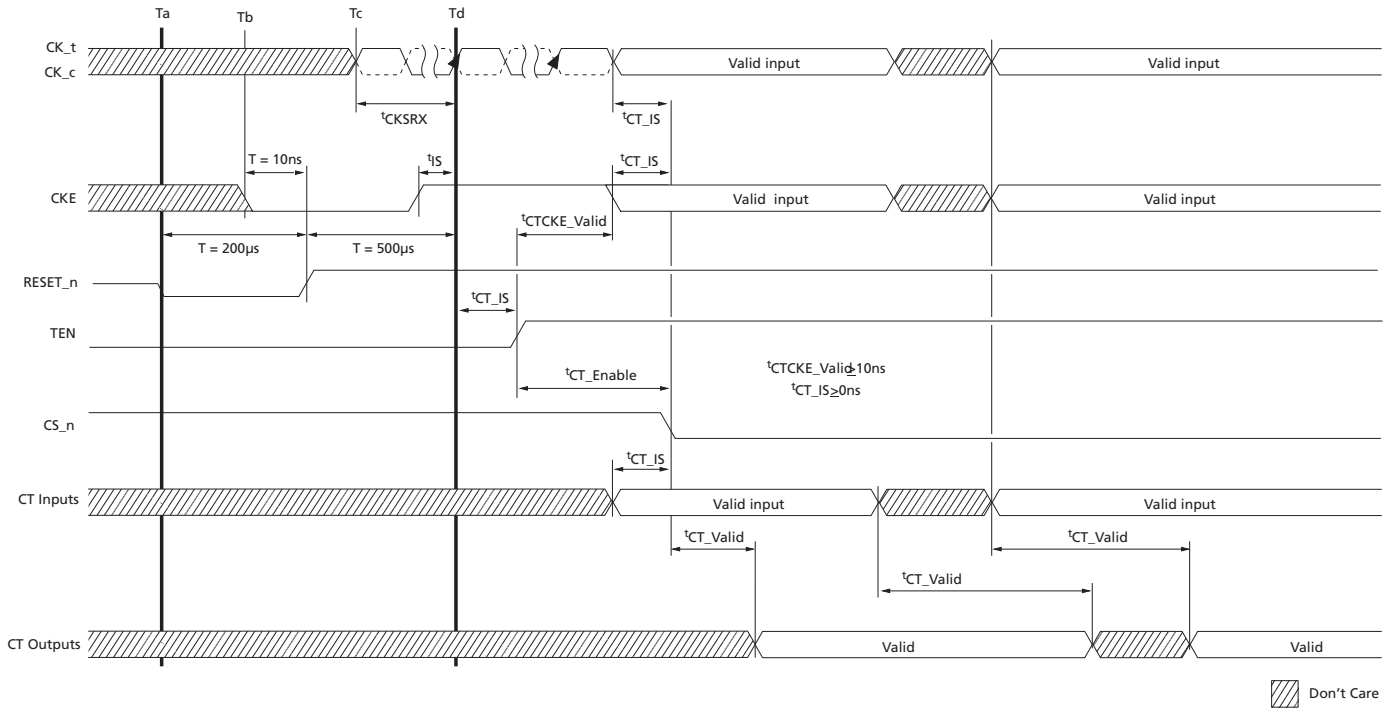 Ta Tb Tc Td
CK_t
CK_c
Valid input Valid input
tCKSRX tCT_IS
T = 10ns tIS tCT_IS
CKE Valid input Valid input
tCTCKE_Valid
T = 200µs T = 500µs
RESET_n
tCT_IS
TEN
tCTCKE_Valid≥10ns
tCT_Enable
tCT_IS≥0ns
CS_n
tCT_IS
CT Inputs Valid input Valid input
tCT_Valid tCT_Valid
tCT_Valid
CT Outputs Valid Valid
Don't Care